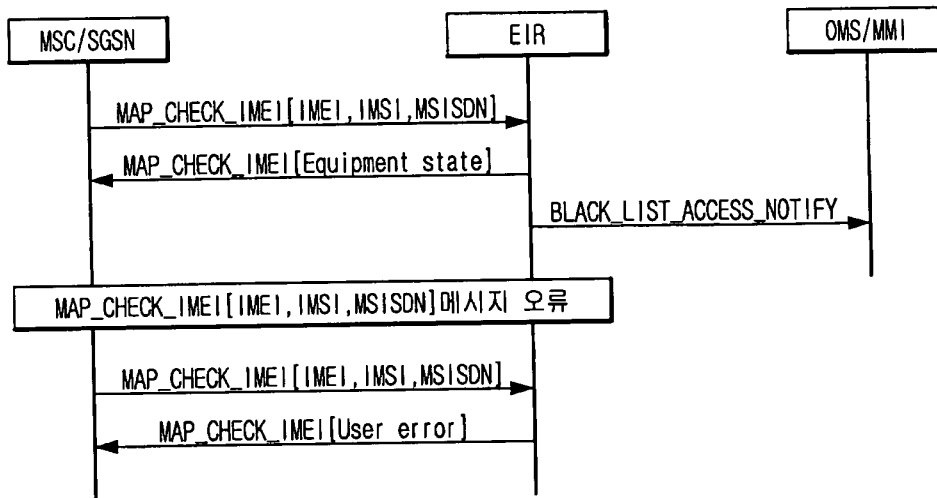 MSC/SGSN
EIR
OMS/MMI
MAP_CHECK_IMEI[IMEI,IMSI,MSISDN]
MAP_CHECK_IMEI[Equipment state]
BLACK_LIST_ACCESS_NOTIFY
MAP_CHECK_IMEI[IMEI,IMSI,MSISDN]메시지 오류
MAP_CHECK_IMEI[IMEI,IMSI,MSISDN]
MAP_CHECK_IMEI[User error]